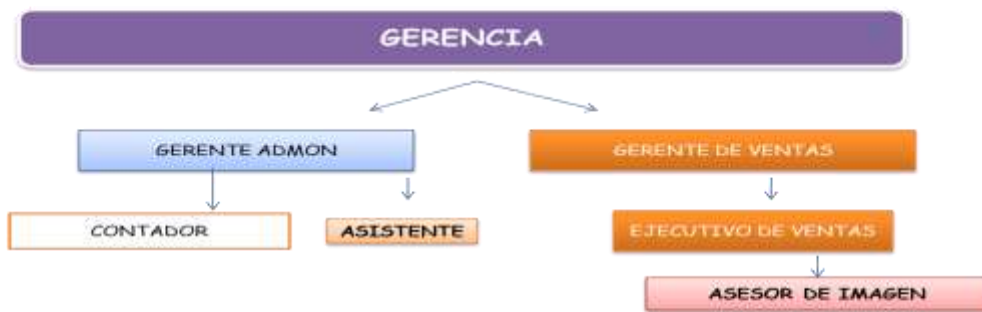 GERENCIA
GERENTE ADMON
GERENTE DE VENTAS
CONTADOR
ASISTENTE
EJECUTIVO DE VENTAS
ASESOR DE IMAGEN